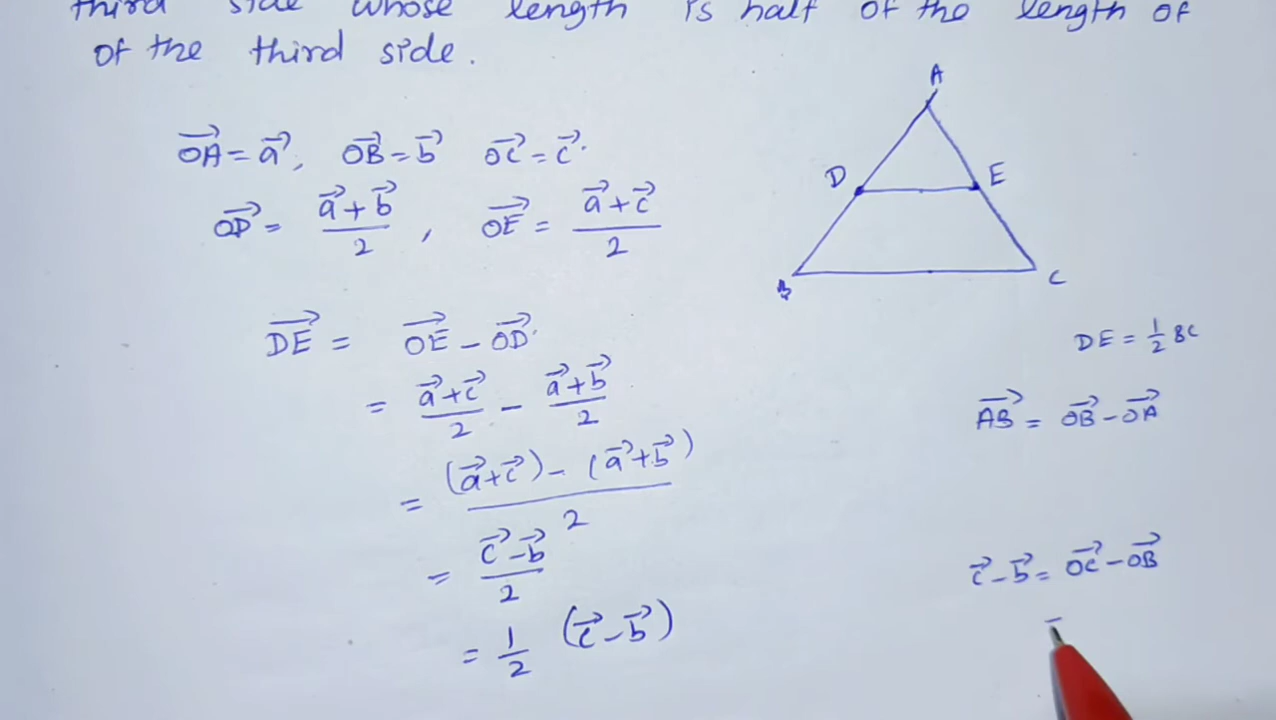 third side whose length is half of the length of
of the third side.
A
D
E
B
C
→OA = →a, →OB = →b →OC = →c.
→OD = (→a + →b)/2, →OE = (→a + →c)/2
→DE = →OE - →OD.
= (→a + →c)/2 - (→a + →b)/2
= ((→a + →c) - (→a + →b))/2
= (→c - →b)/2
= 1/2 (→c - →b)
DE = 1/2 BC
→AB = →OB - →OA
→c - →b = →OC - →OB